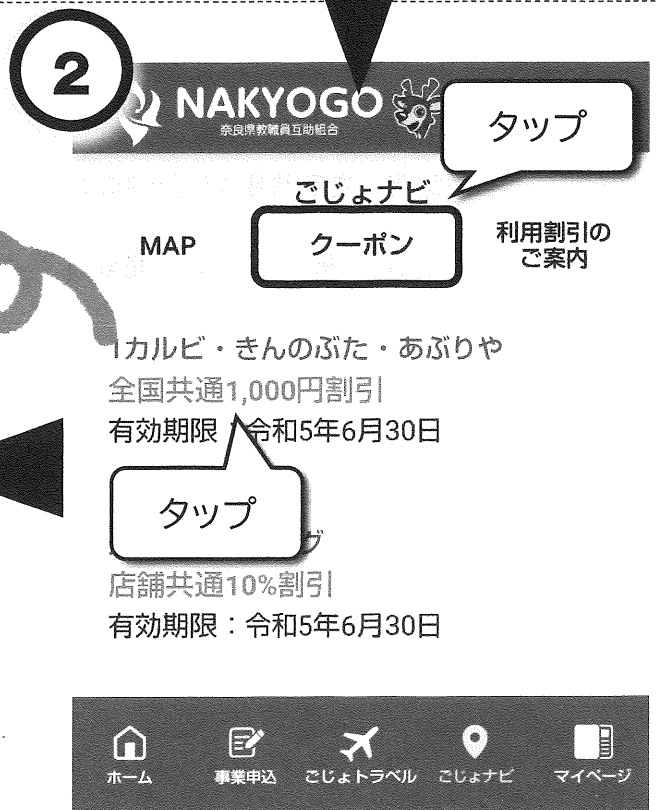 2
NAKYOGO
奈良県教職員互助組合
タップ
ごじょナビ
MAP
クーポン
利用割引の
ご案内
1カルビ・きんのぶた・あぶりや
全国共通1,000円割引
有効期限：令和5年6月30日
タップ
グ
店舗共通10%割引
有効期限：令和5年6月30日
ホーム
事業申込
ごじょトラベル
ごじょナビ
マイページ